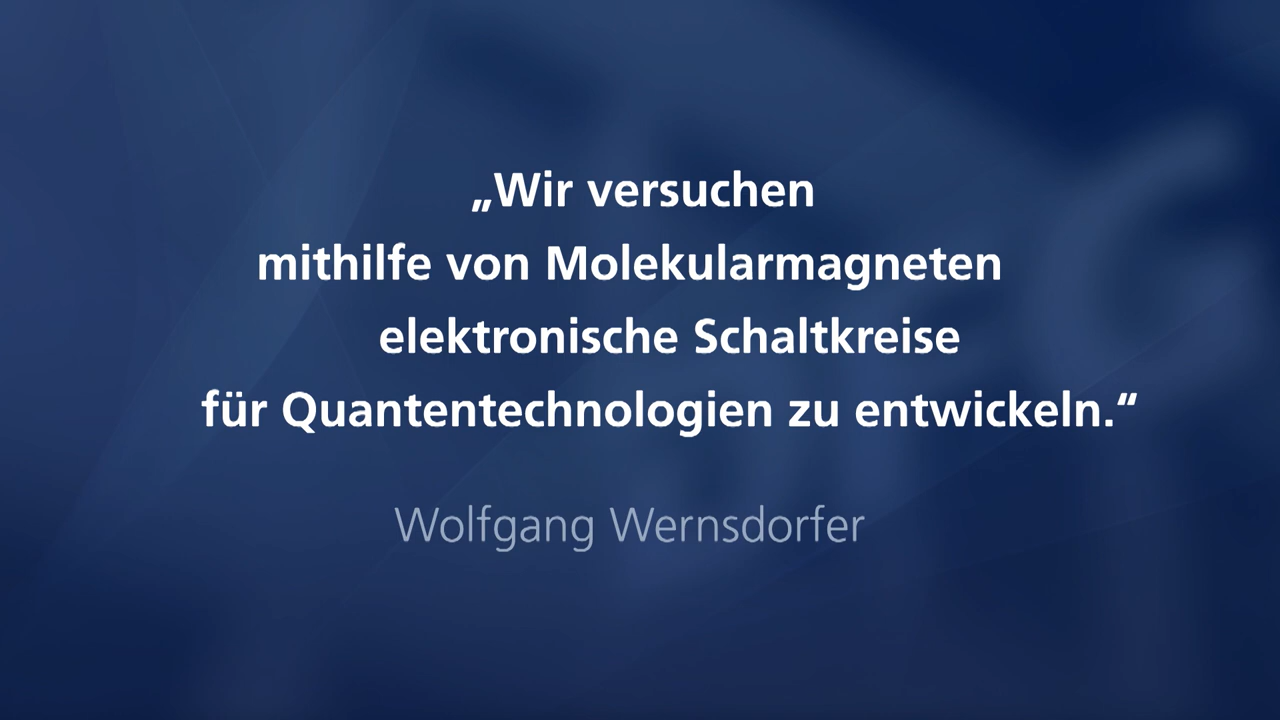 „Wir versuchen
mithilfe von Molekularmagneten
elektronische Schaltkreise
für Quantentechnologien zu entwickeln.“
Wolfgang Wernsdorfer